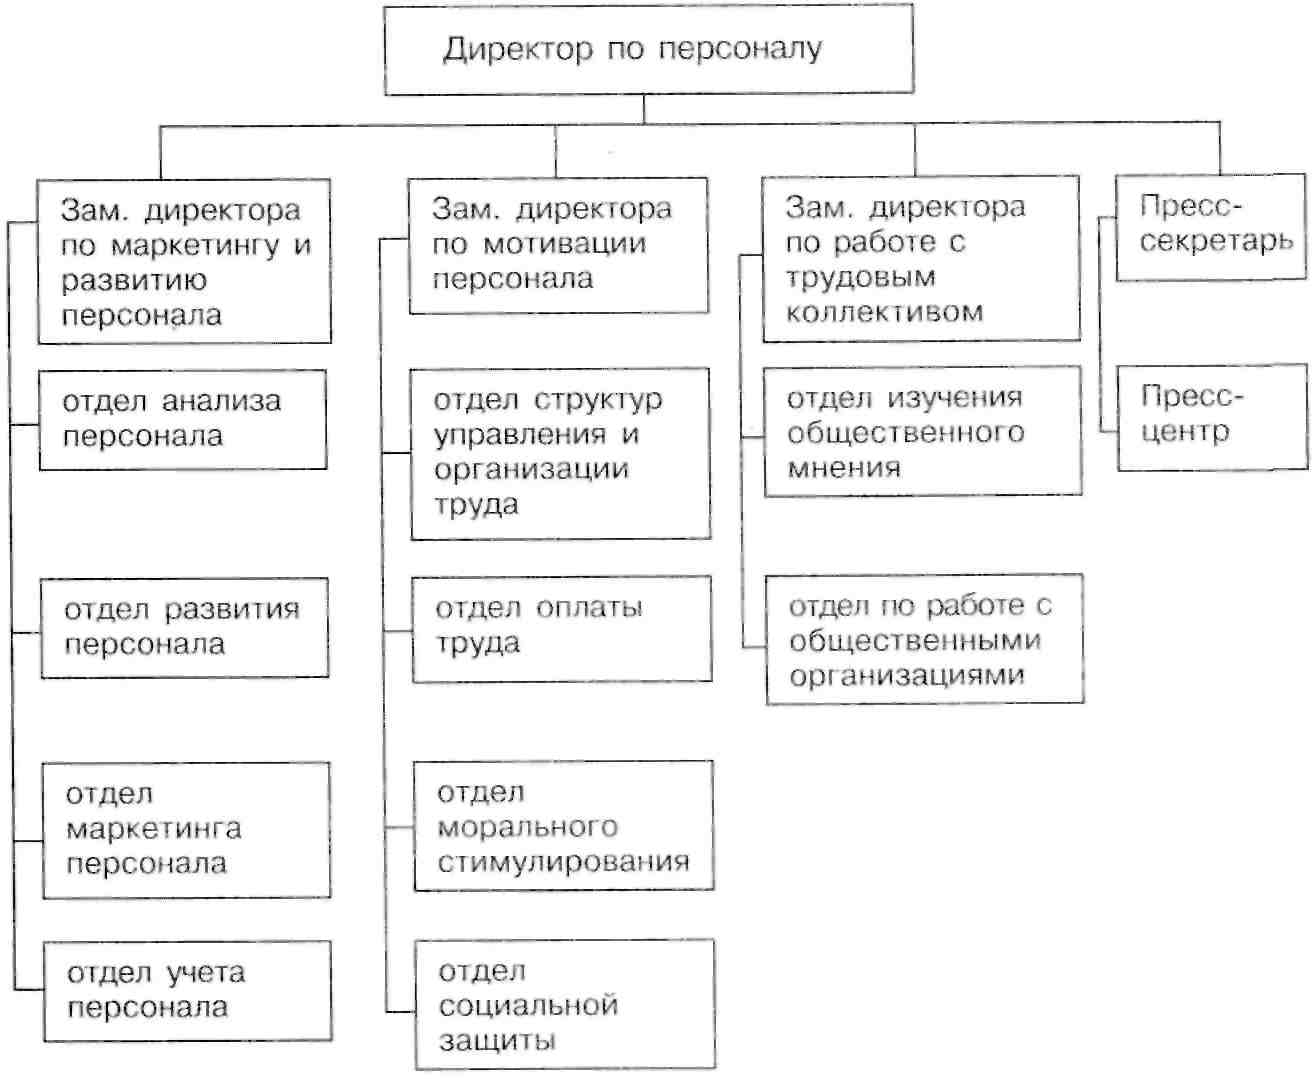 Директор по персоналу
Зам. директора
по маркетингу и
развитию
персонала
отдел анализа
персонала
отдел развития
персонала
отдел
маркетинга
персонала
отдел учета
персонала
Зам. директора
по мотивации
персонала
отдел структур
управления и
организации
труда
отдел оплаты
труда
отдел
морального
стимулирования
отдел
социальной
защиты
Зам. директора
по работе с
трудовым
коллективом
отдел изучения
общественного
мнения
отдел по работе с
общественными
организациями
Пресс-
секретарь
Пресс-
центр